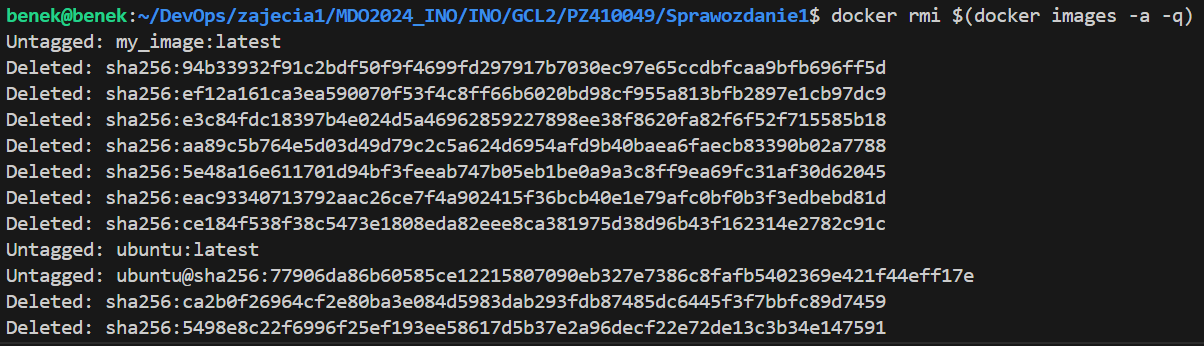 benek@benek:~/DevOps/zajecia1/MDO2024_INO/INO/GCL2/PZ410049/Sprawozdanie1$ docker rmi $(docker images -a -q)
Untagged: my_image:latest
Deleted: sha256:94b33932f91c2bdf50f9f4699fd297917b7030ec97e65ccdbfcaa9bfb696ff5d
Deleted: sha256:ef12a161ca3ea590070f53f4c8ff66b6020bd98cf955a813bfb2897e1cb97dc9
Deleted: sha256:e3c84fdc18397b4e024d5a46962859227898ee38f8620fa82f6f52f715585b18
Deleted: sha256:aa89c5b764e5d03d49d79c2c5a624d6954afd9b40baea6faecb83390b02a7788
Deleted: sha256:5e48a16e611701d94bf3feeab747b05eb1be0a9a3c8ff9ea69fc31af30d62045
Deleted: sha256:eac93340713792aac26ce7f4a902415f36bcb40e1e79afc0bf0b3f3edbebd81d
Deleted: sha256:ce184f538f38c5473e1808eda82eee8ca381975d38d96b43f162314e2782c91c
Untagged: ubuntu:latest
Untagged: ubuntu@sha256:77906da86b60585ce12215807090eb327e7386c8fafb5402369e421f44eff17e
Deleted: sha256:ca2b0f26964cf2e80ba3e084d5983dab293fdb87485dc6445f3f7bbfc89d7459
Deleted: sha256:5498e8c22f6996f25ef193ee58617d5b37e2a96decf22e72de13c3b34e147591